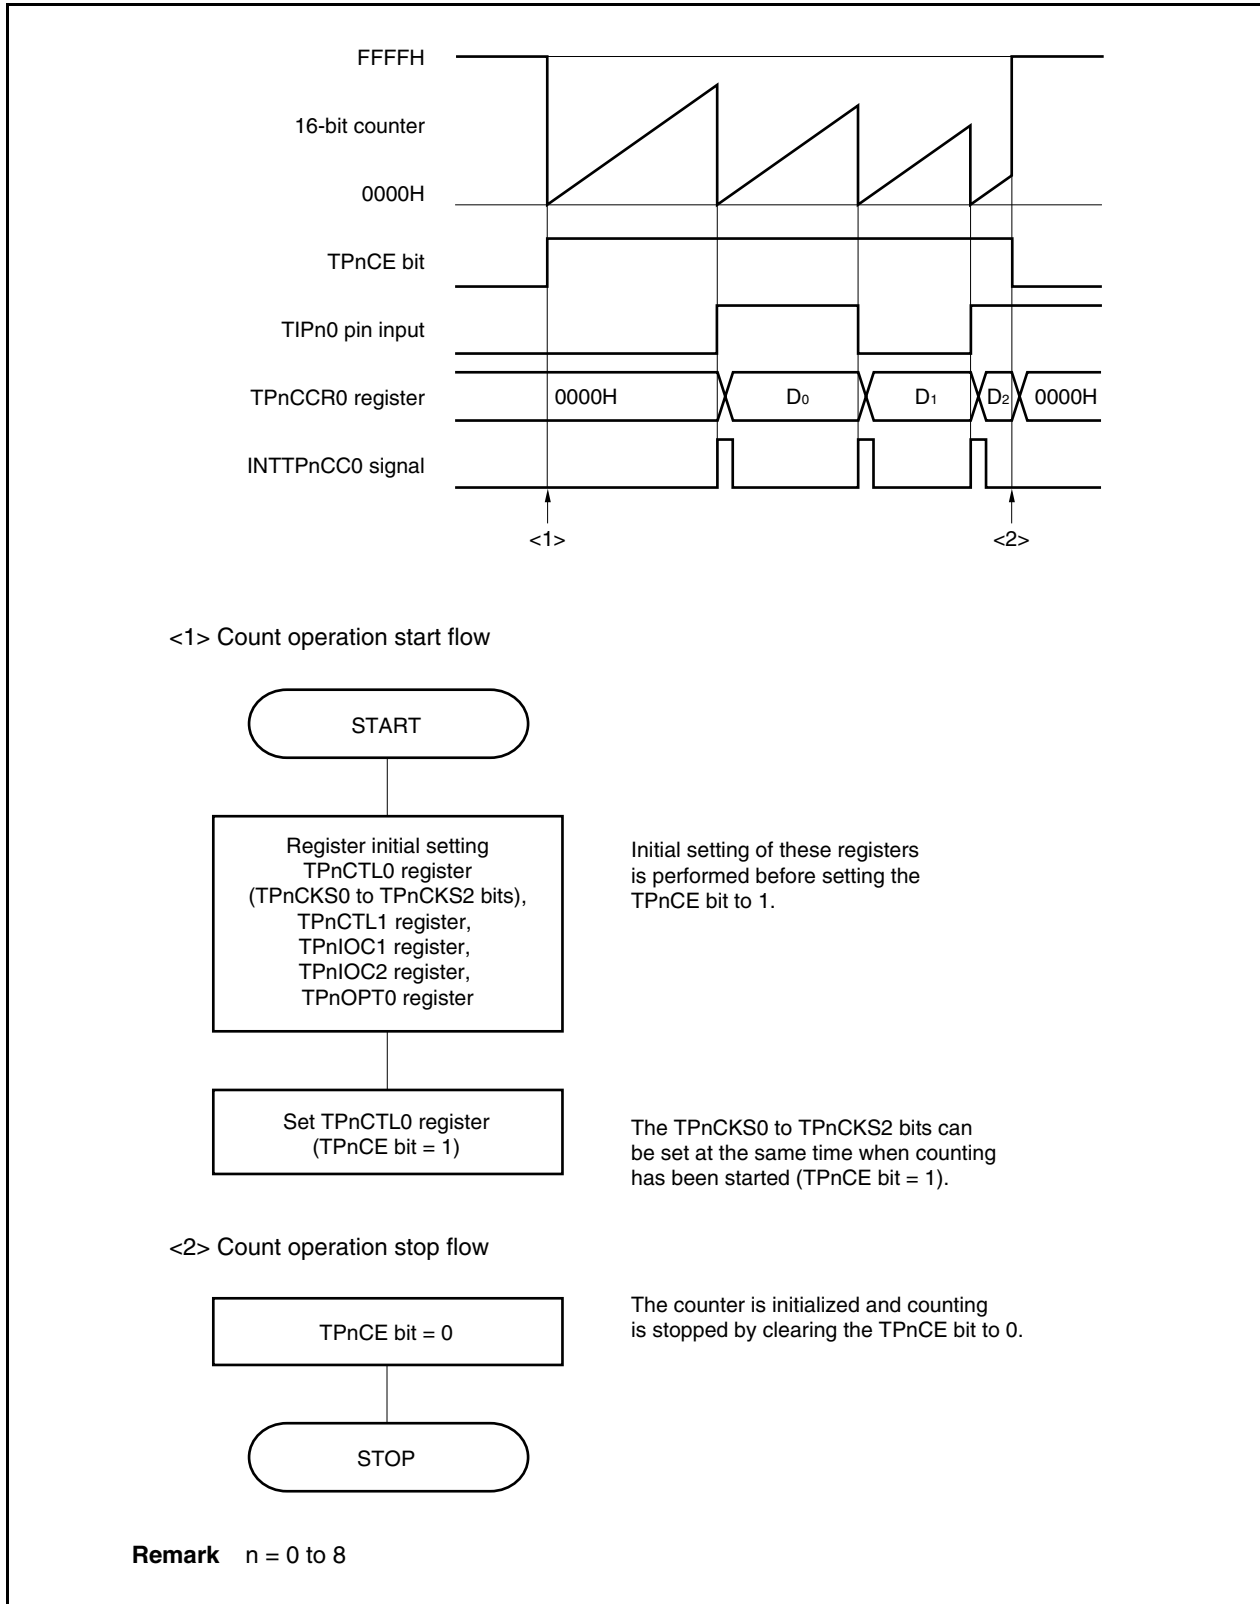 FFFFH
16-bit counter
0000H
TPnCE bit
TIPn0 pin input
TPnCCR0 register
0000H
D0
D1
D2
0000H
INTTPnCC0 signal
<1>
<2>
<1> Count operation start flow
START
Register initial setting
TPnCTL0 register
(TPnCKS0 to TPnCKS2 bits),
TPnCTL1 register,
TPnIOC1 register,
TPnIOC2 register,
TPnOPT0 register
Initial setting of these registers
is performed before setting the
TPnCE bit to 1.
Set TPnCTL0 register
(TPnCE bit = 1)
The TPnCKS0 to TPnCKS2 bits can
be set at the same time when counting
has been started (TPnCE bit = 1).
<2> Count operation stop flow
TPnCE bit = 0
The counter is initialized and counting
is stopped by clearing the TPnCE bit to 0.
STOP
Remark n = 0 to 8